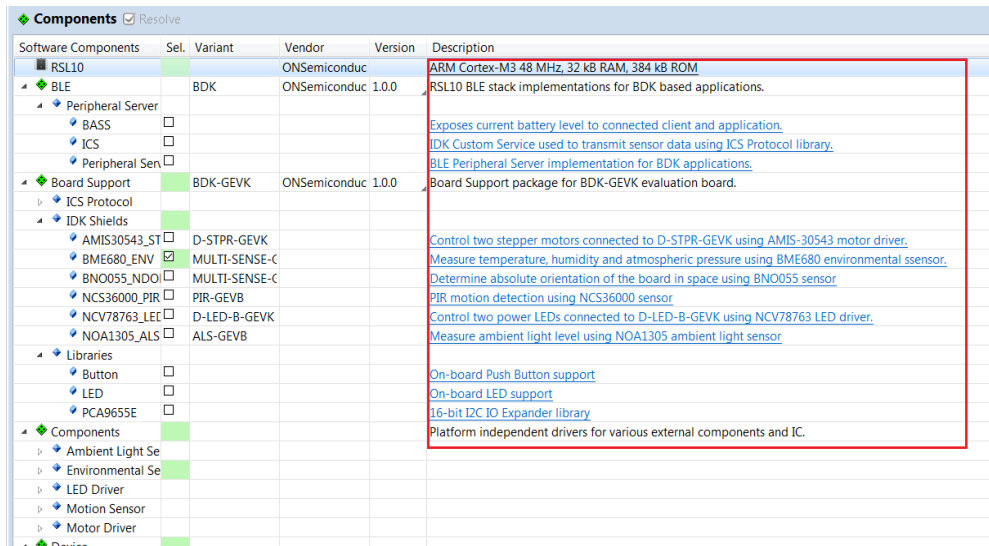 Components Resolve
Software Components Sel. Variant Vendor Version Description
RSL10 ONSemiconduc ARM Cortex-M3 48 MHz, 32 kB RAM, 384 kB ROM
BLE BDK ONSemiconduc 1.0.0 RSL10 BLE stack implementations for BDK based applications.
Peripheral Server
BASS Exposes current battery level to connected client and application.
ICS IDK Custom Service used to transmit sensor data using ICS Protocol library.
Peripheral Serv BLE Peripheral Server implementation for BDK applications.
Board Support BDK-GEVK ONSemiconduc 1.0.0 Board Support package for BDK-GEVK evaluation board.
ICS Protocol
IDK Shields
AMIS30543_ST D-STPR-GEVK Control two stepper motors connected to D-STPR-GEVK using AMIS-30543 motor driver.
BME680_ENV MULTI-SENSE-G Measure temperature, humidity and atmospheric pressure using BME680 environmental ssensor.
BNO055_NDO MULTI-SENSE-G Determine absolute orientation of the board in space using BNO055 sensor
NCS36000_PIR PIR-GEVB PIR motion detection using NCS36000 sensor
NCV78763_LED D-LED-B-GEVK Control two power LEDs connected to D-LED-B-GEVK using NCV78763 LED driver.
NOA1305_ALS ALS-GEVB Measure ambient light level using NOA1305 ambient light sensor
Libraries
Button On-board Push Button support
LED On-board LED support
PCA9655E 16-bit I2C IO Expander library
Components Platform independent drivers for various external components and IC.
Ambient Light Se
Environmental Se
LED Driver
Motion Sensor
Motor Driver